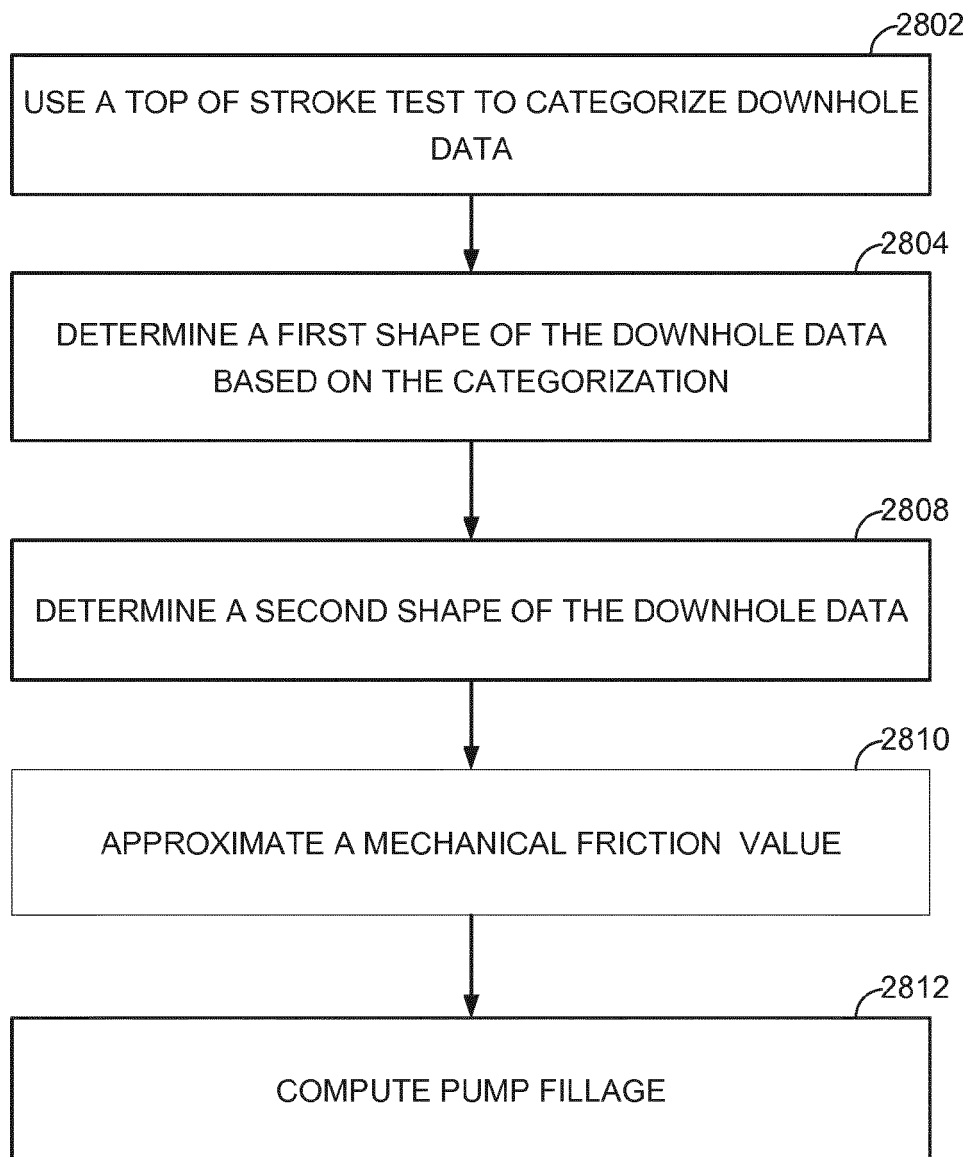 2802
USE A TOP OF STROKE TEST TO CATEGORIZE DOWNHOLE
DATA
2804
DETERMINE A FIRST SHAPE OF THE DOWNHOLE DATA
BASED ON THE CATEGORIZATION
2808
DETERMINE A SECOND SHAPE OF THE DOWNHOLE DATA
2810
APPROXIMATE A MECHANICAL FRICTION VALUE
2812
COMPUTE PUMP FILLAGE